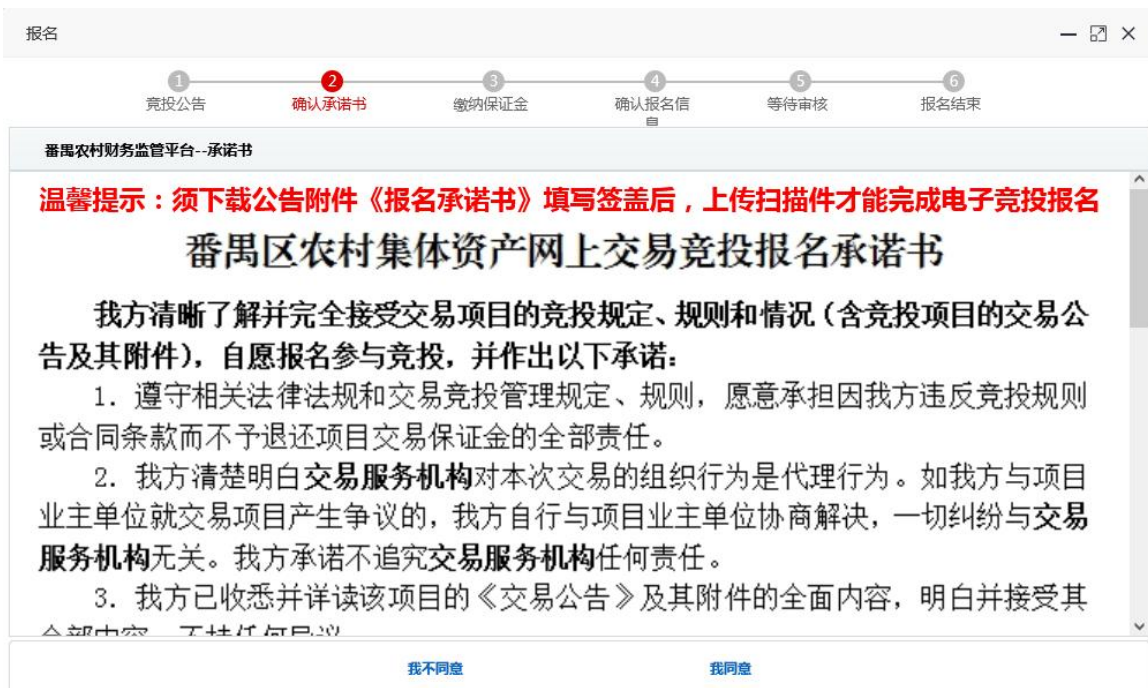 报名
1 2 3 4 5 6
竞投公告 确认承诺书 缴纳保证金 确认报名信息 等待审核 报名结束
番禺农村财务监管平台--承诺书
温馨提示：须下载公告附件《报名承诺书》填写签盖后，上传扫描件才能完成电子竞投报名
番禺区农村集体资产网上交易竞投报名承诺书
我方清晰了解并完全接受交易项目的竞投规定、规则和情况（含竞投项目的交易公
告及其附件），自愿报名参与竞投，并作出以下承诺：
1. 遵守相关法律法规和交易竞投管理规定、规则，愿意承担因我方违反竞投规则
或合同条款而不予退还项目交易保证金的全部责任。
2. 我方清楚明白交易服务机构对本次交易的组织行为是代理行为。如我方与项目
业主单位就交易项目产生争议的，我方自行与项目业主单位协商解决，一切纠纷与交易
服务机构无关。我方承诺不追究交易服务机构任何责任。
3. 我方已收悉并详读该项目的《交易公告》及其附件的全面内容，明白并接受其
我不同意 我同意